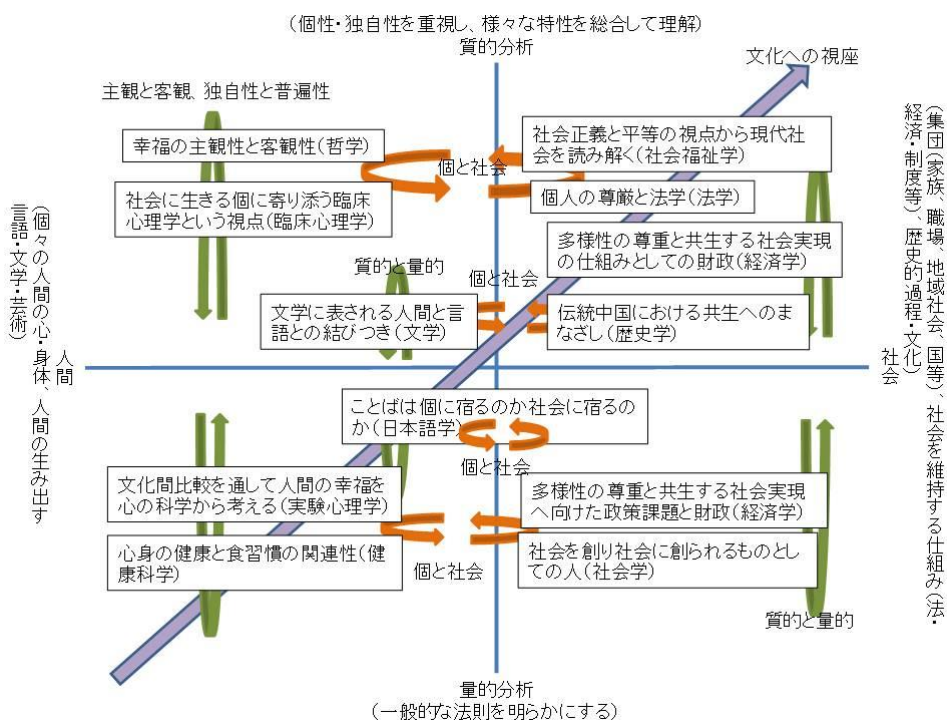 (個性・独自性を重視し、様々な特性を総合して理解)
質的分析
文化への視座
主観と客観、独自性と普遍性
幸福の主観性と客観性(哲学)
社会に生きる個に寄り添う臨床
心理学という視点(臨床心理学)
個と社会
社会正義と平等の視点から現代社
会を読み解く(社会福祉学)
個人の尊厳と法学(法学)
多様性の尊重と共生する社会実現
の仕組みとしての財政(経済学)
質的と量的
個と社会
文学に表される人間と言
語との結びつき(文学)
伝統中国における共生へのま
なざし(歴史学)
人間
(個々の人間の心・身体、人間の生み出す
言語・文学・芸術)
社会
(集団(家族、職場、地域社会、国等)、社会を維持する仕組み(法・
経済・制度等)、歴史的過程・文化)
ことばは個に宿るのか社会に宿るの
か(日本語学)
個と社会
文化間比較を通して人間の幸福を
心の科学から考える(実験心理学)
心身の健康と食習慣の関連性(健
康科学)
個と社会
多様性の尊重と共生する社会実現
へ向けた政策課題と財政(経済学)
社会を創り社会に創られるものとし
ての人(社会学)
質的と量的
量的分析
(一般的な法則を明らかにする)